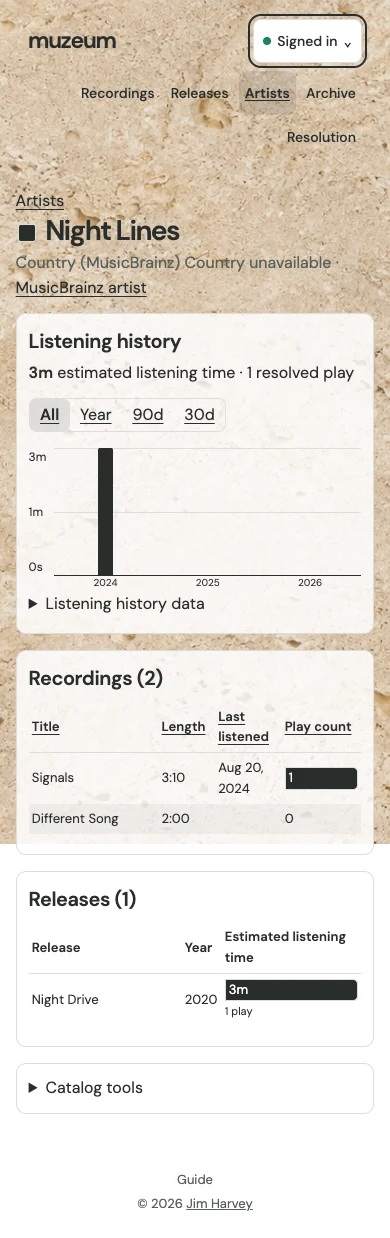 muzeum
Signed in
Recordings Releases Artists Archive
Resolution
Artists
Night Lines
Country (MusicBrainz) Country unavailable ·
MusicBrainz artist
Listening history
3m estimated listening time · 1 resolved play
All Year 90d 30d
3m
1m
0s
2024 2025 2026
Listening history data
Recordings (2)
Title Length Last listened Play count
Signals 3:10 Aug 20, 2024 1
Different Song 2:00 0
Releases (1)
Release Year Estimated listening time
Night Drive 2020 3m
1 play
Catalog tools
Guide
© 2026 Jim Harvey